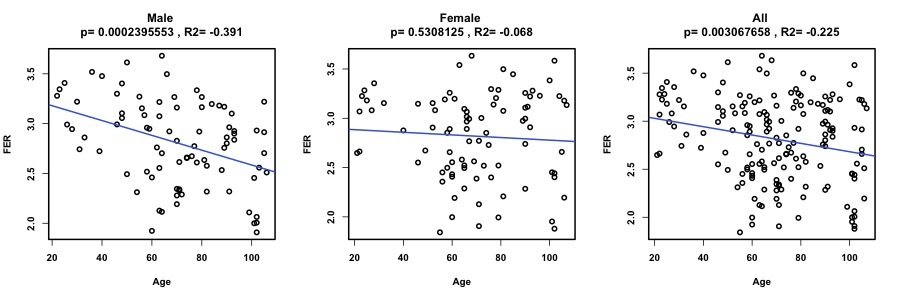 Male
p= 0.0002395553 , R2= -0.391
FER
3.5
3.0
2.5
2.0
20 40 60 80 100
Age
Female
p= 0.5308125 , R2= -0.068
FER
3.5
3.0
2.5
2.0
20 40 60 80 100
Age
All
p= 0.003067658 , R2= -0.225
FER
3.5
3.0
2.5
2.0
20 40 60 80 100
Age